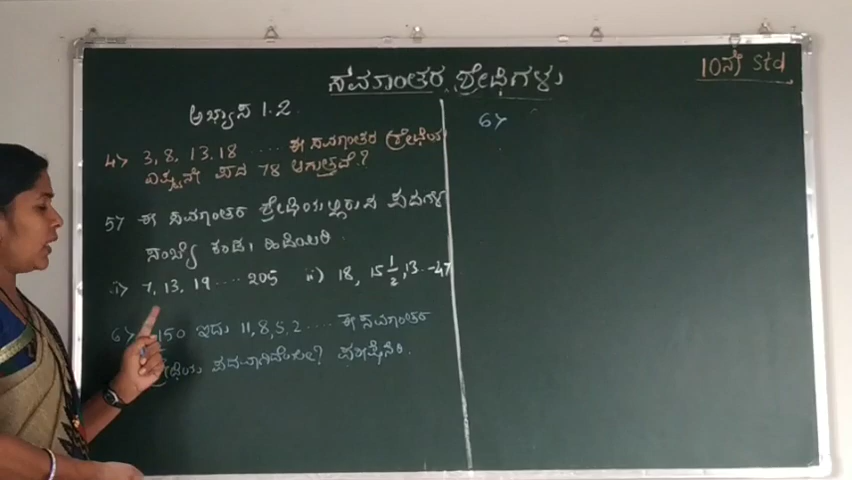 ಸಮಾಂತರ ಶ್ರೇಢಿಗಳು
10ನೇ Std
ಅಭ್ಯಾಸ 1.2
4> 3, 8, 13, 18 .... ಈ ಸಮಾಂತರ ಶ್ರೇಢಿಯ
ಎಷ್ಟನೇ ಪದ 78 ಆಗುತ್ತದೆ?
5> ಈ ಸಮಾಂತರ ಶ್ರೇಢಿಯಲ್ಲಿರುವ ಪದಗಳ
ಸಂಖ್ಯೆ ಕಂಡು ಹಿಡಿಯಿರಿ.
i> 7, 13, 19 .... 205 ii) 18, 15 1/2, 13.. -47
6> -150 ಇದು 11, 8, 5, 2 .... ಈ ಸಮಾಂತರ
ಶ್ರೇಢಿಯ ಪದವಾಗಿದೆಯೇ? ಪರೀಕ್ಷಿಸಿರಿ.
6>